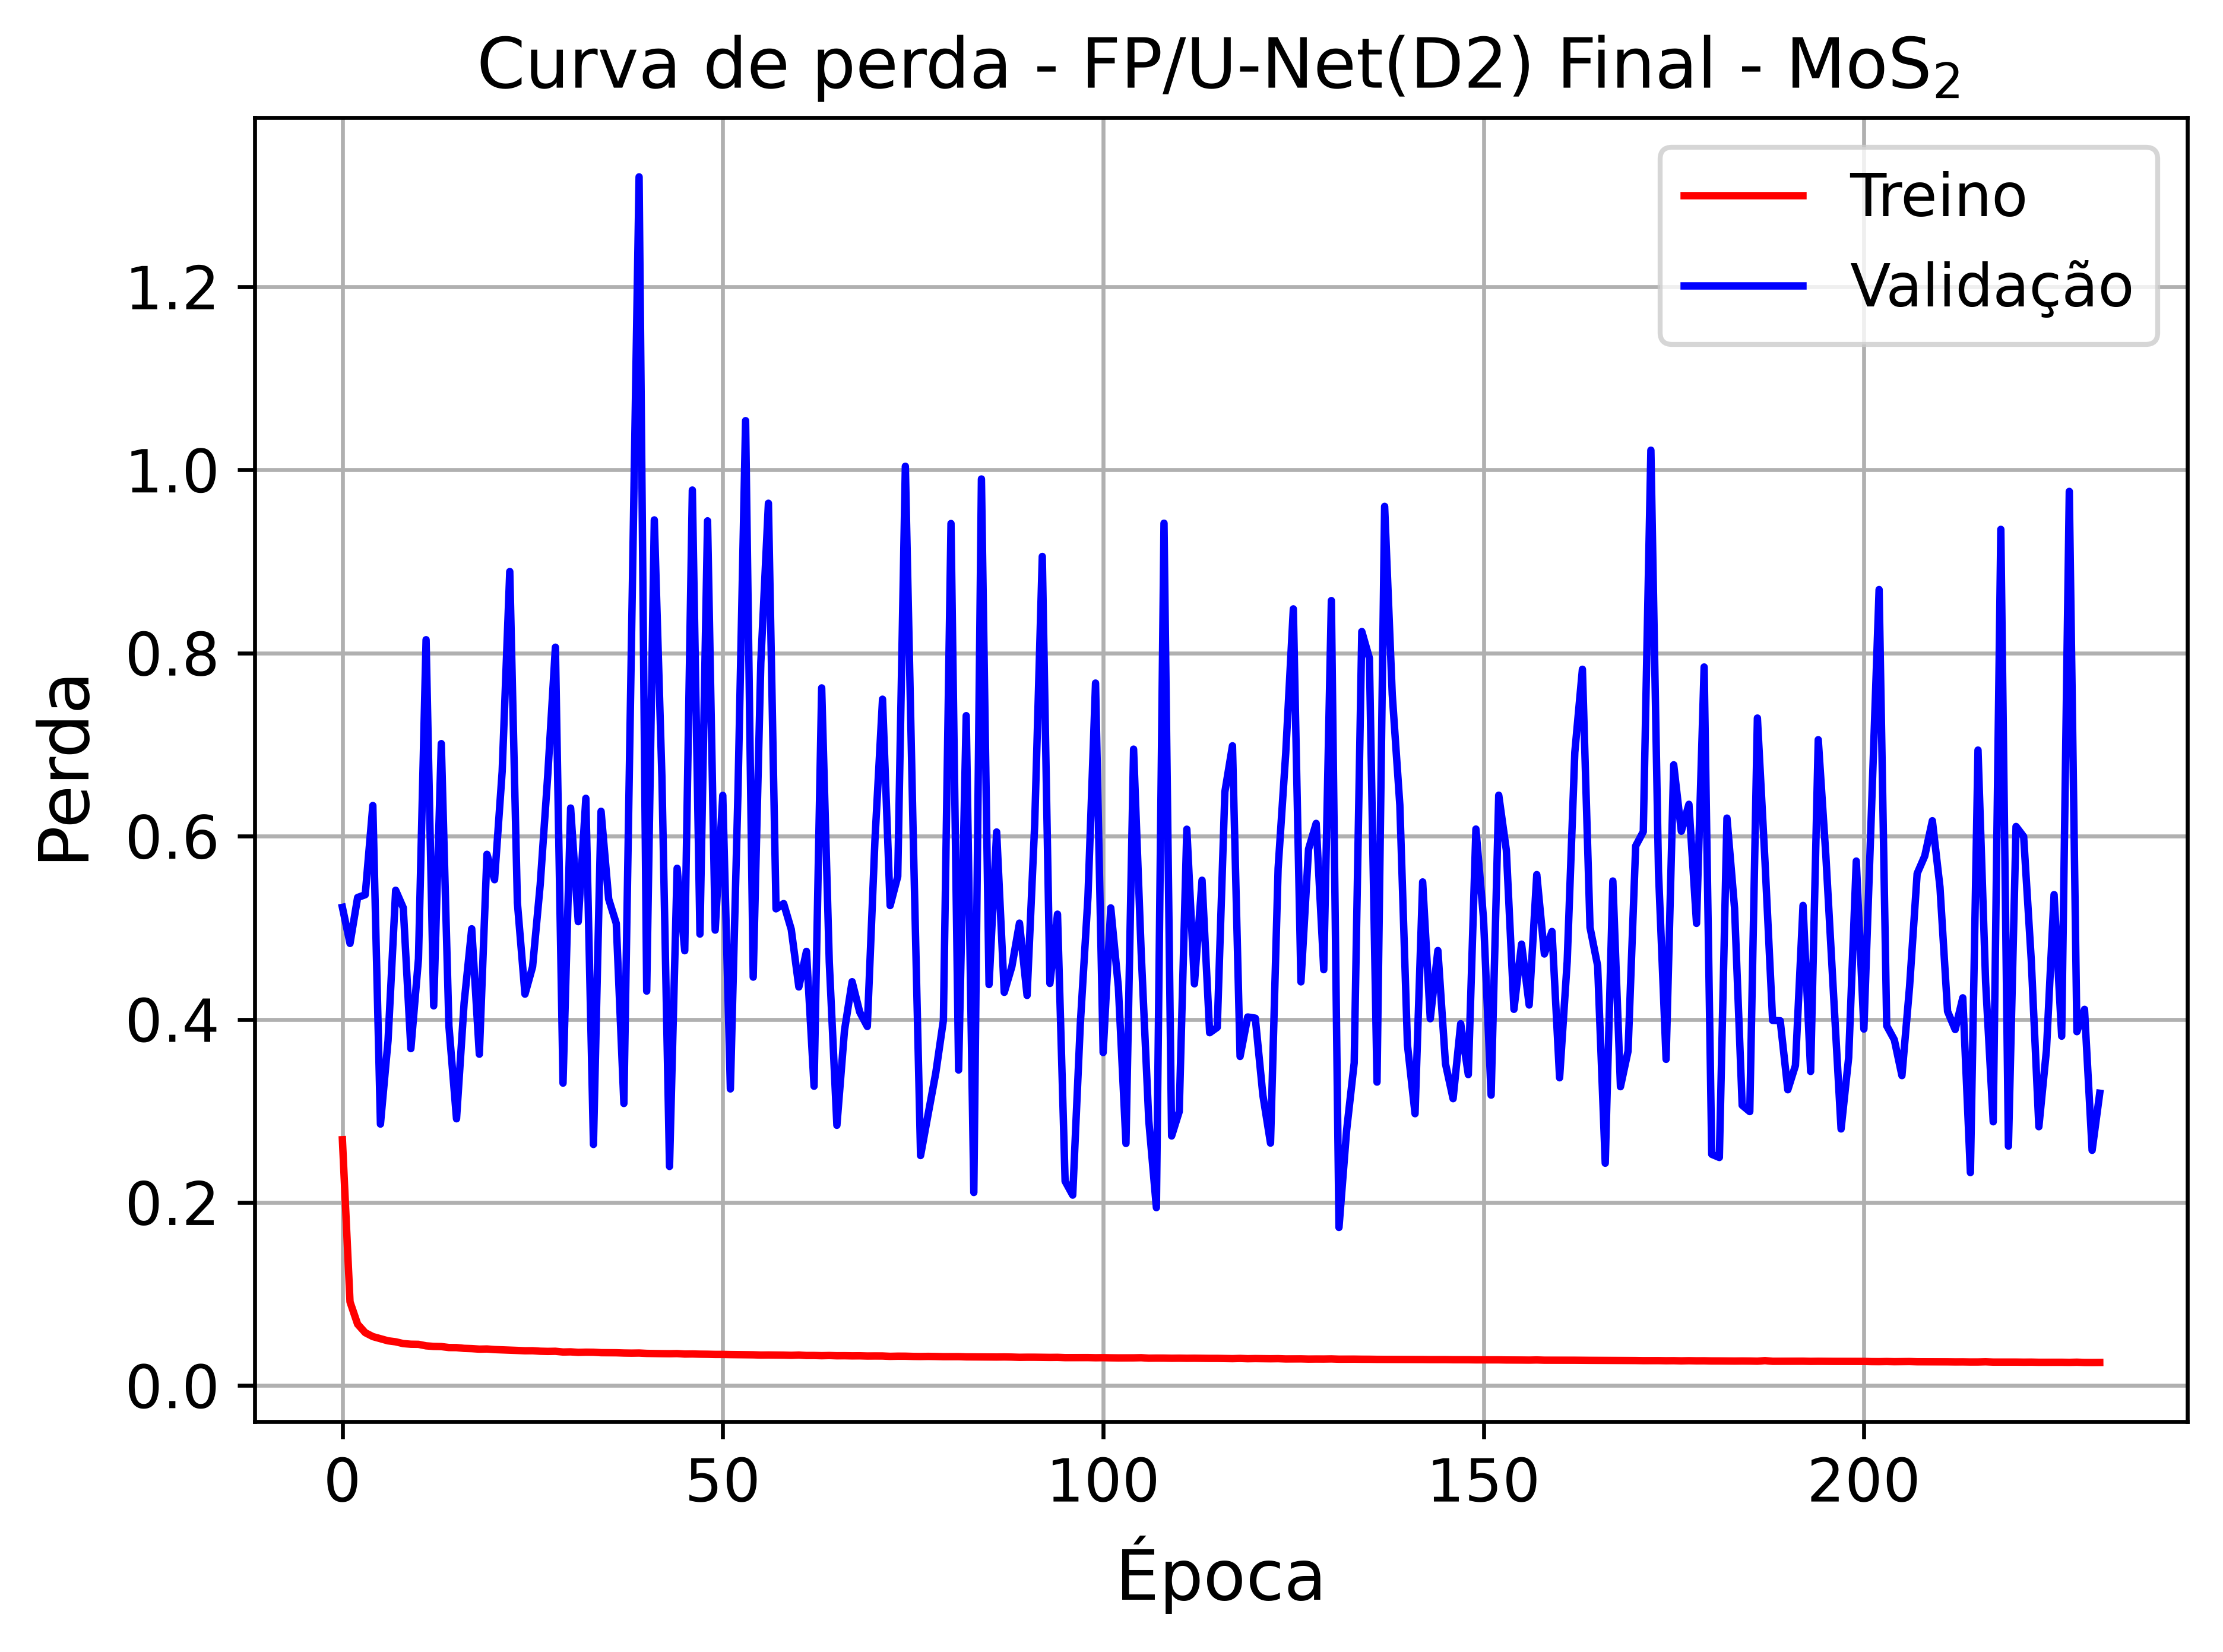 Curva de perda - FP/U-Net(D2) Final - MoS₂
Treino
Validação
1.2
1.0
0.8
0.6
0.4
0.2
0.0
Perda
0 50 100 150 200
Época